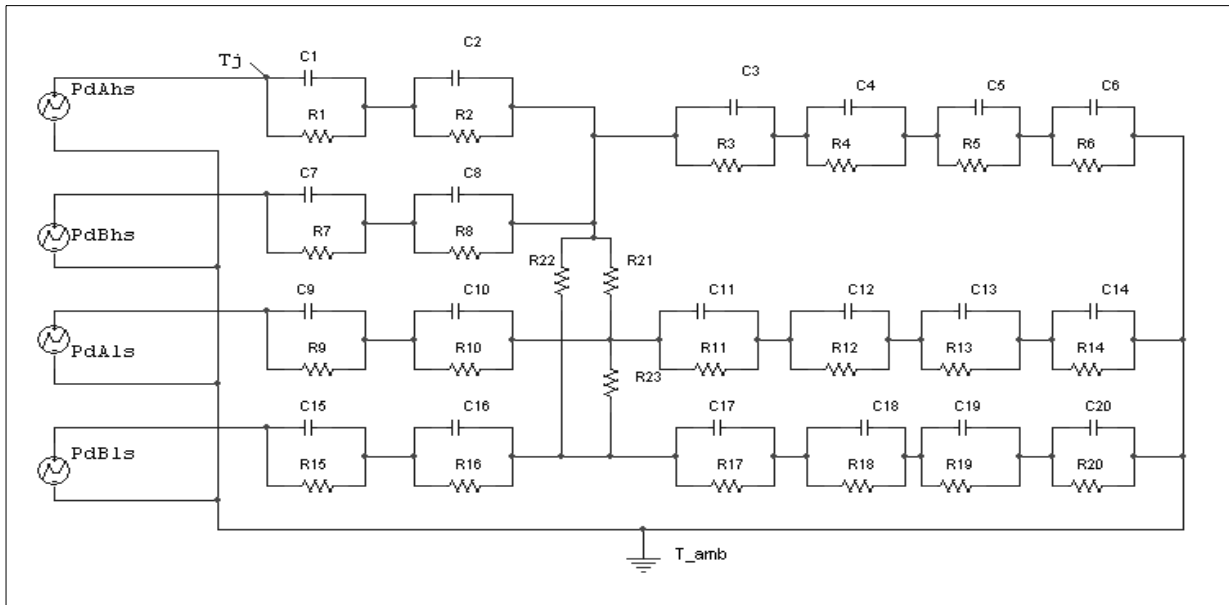 C2
C1
Tj
C3 C4 C5 C6
PdAhs
R1 R2
R3 R4 R5 R6
C7 C8
PdBhs
R7 R8
R22 R21
C9 C10 C11 C12 C13 C14
PdAls
R9 R10 R11 R12 R13 R14
R23
C15 C16 C17 C18 C19 C20
PdBls
R15 R16 R17 R18 R19 R20
T_amb